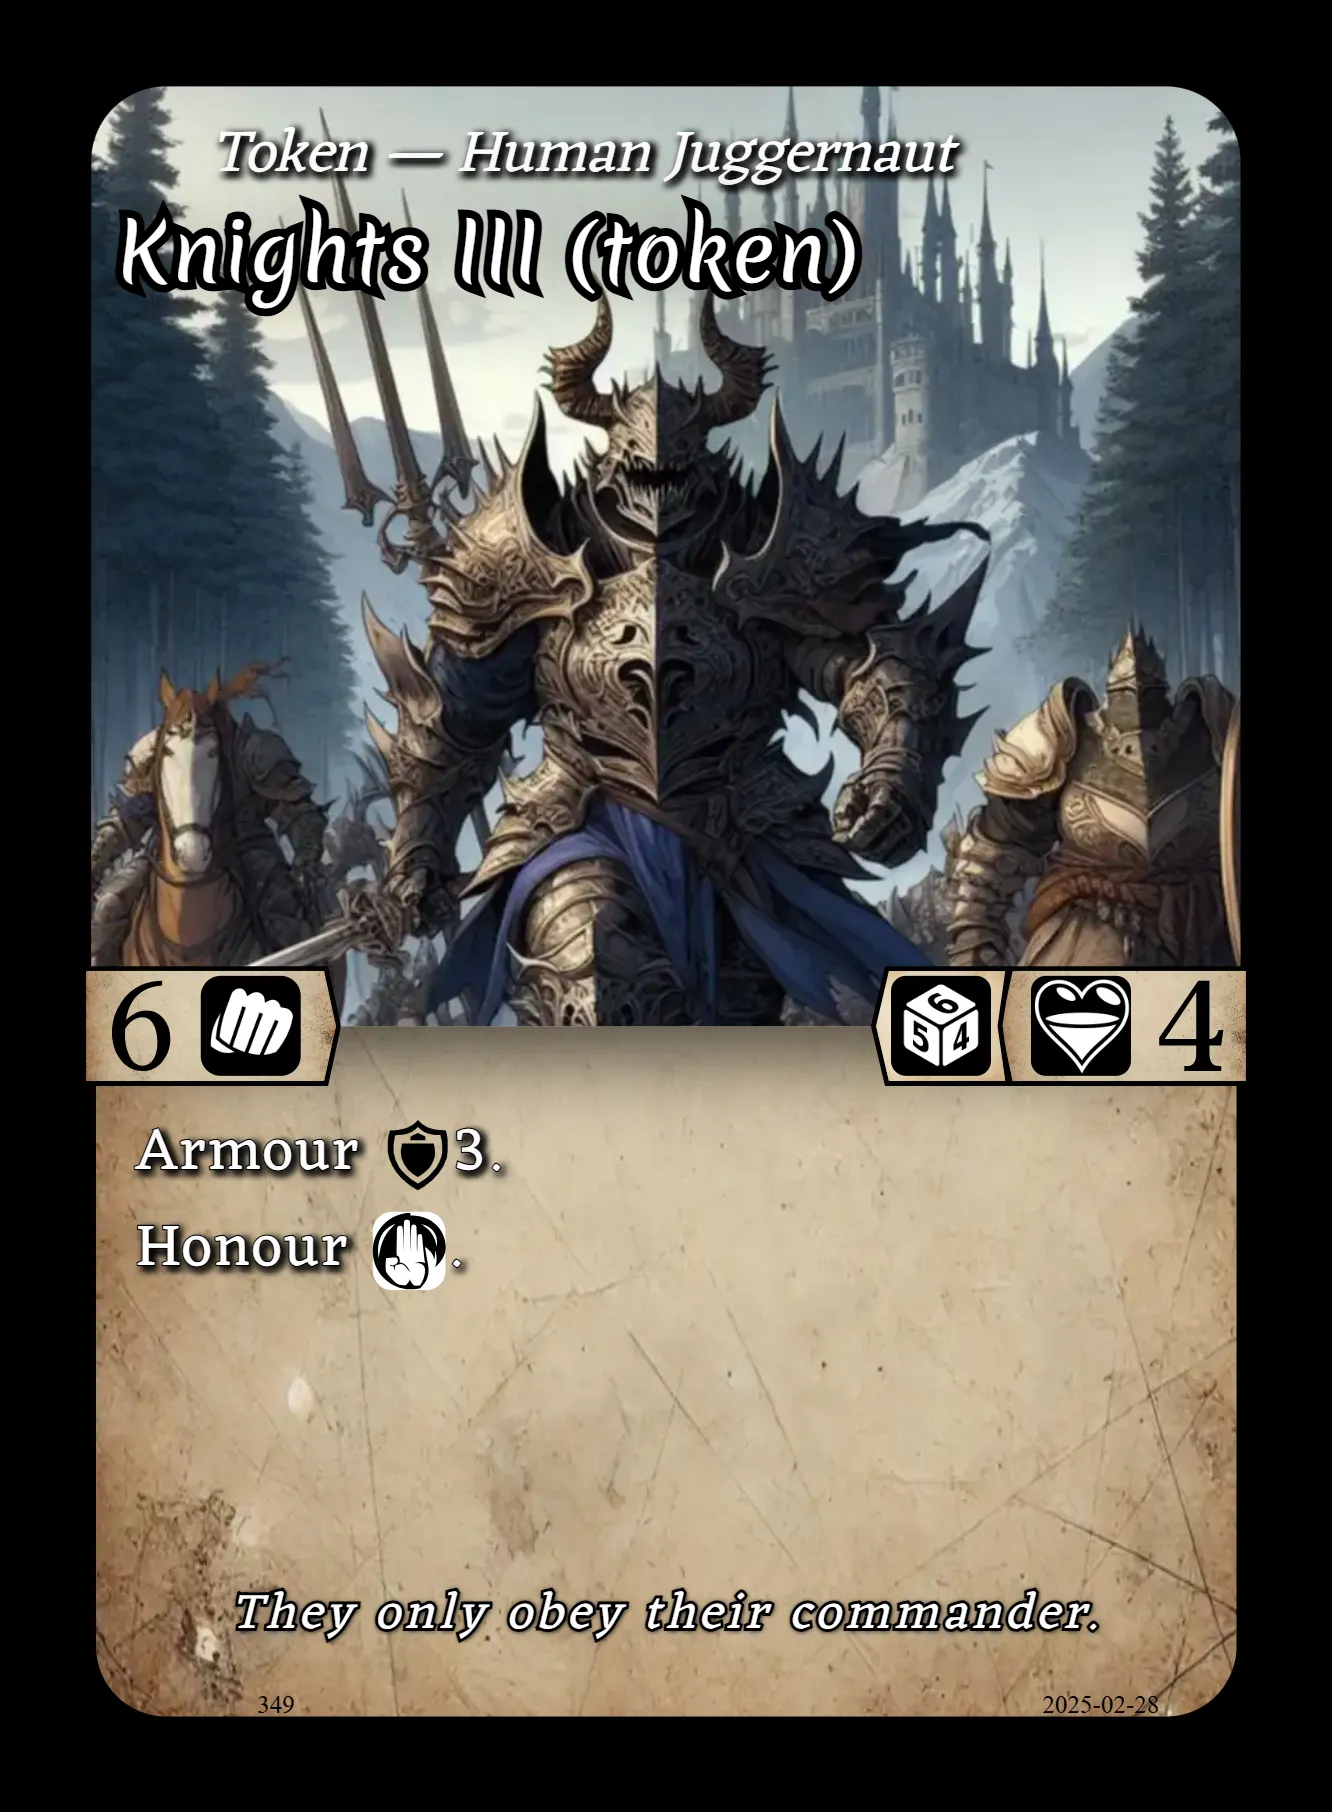 Token — Human Juggernaut
Knights III (token)
6
6 5 4
4
Armour 3.
Honour .
They only obey their commander.
349
2025-02-28